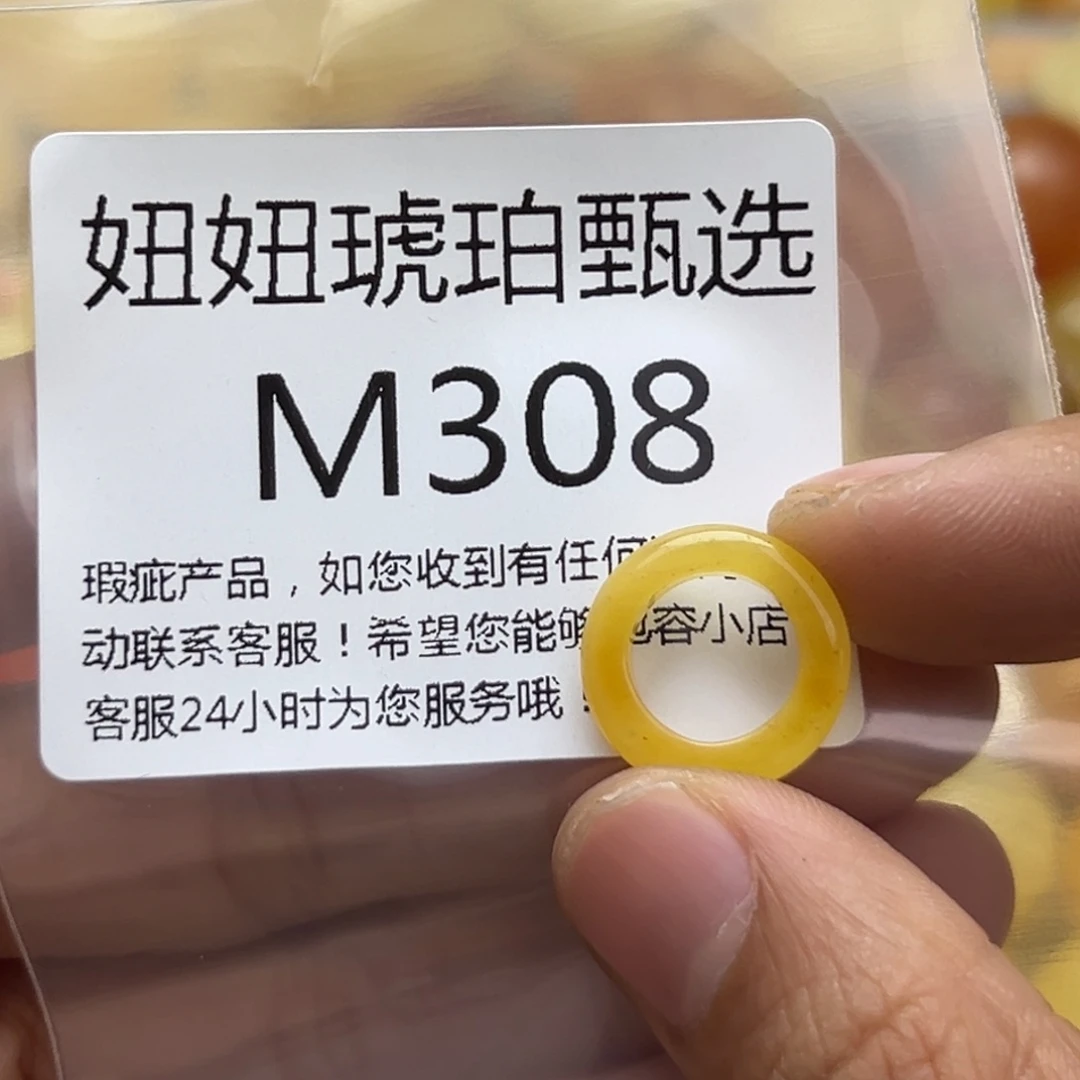 妞妞琥珀甄选
M308
瑕疵产品，如您收到有任何
动联系客服！希望您能够包容小店
客服24小时为您服务哦！